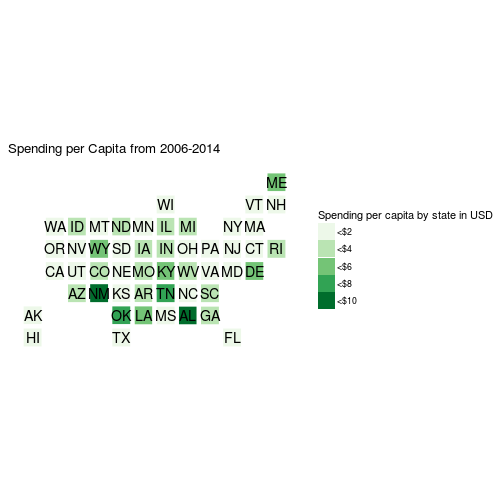 Spending per Capita from 2006-2014
ME
WI VT NH
WA ID MT ND MN IL MI NY MA
OR NV WY SD IA IN OH PA NJ CT RI
CA UT CO NE MO KY WV VA MD DE
AZ NM KS AR TN NC SC
AK OK LA MS AL GA
HI TX FL
Spending per capita by state in USD
<$2
<$4
<$6
<$8
<$10